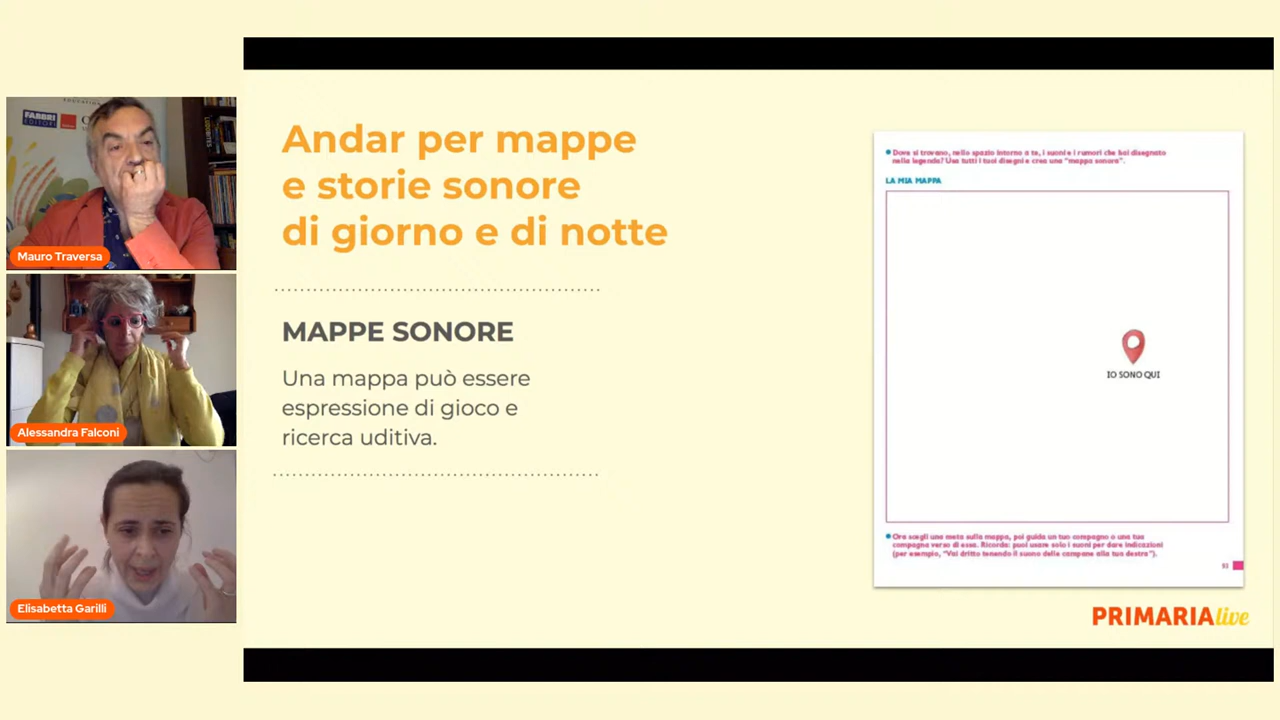 FABBRI
EDITORI
Mauro Traversa
Alessandra Falconi
Elisabetta Garilli
Andar per mappe
e storie sonore
di giorno e di notte
MAPPE SONORE
Una mappa può essere
espressione di gioco e
ricerca uditiva.
Dove si trovano, nello spazio intorno a te, i suoni e i rumori che hai disegnato
nella legenda? Usa tutti i tuoi disegni e crea una “mappa sonora”.
LA MIA MAPPA
IO SONO QUI
Ora scegli una meta sulla mappa, poi guida un tuo compagno o una tua
compagna verso di essa. Ricorda: puoi usare solo i suoni per dare indicazioni
(per esempio, “Vai dritto tenendo il suono delle campane alla tua destra”).
PRIMARIA live